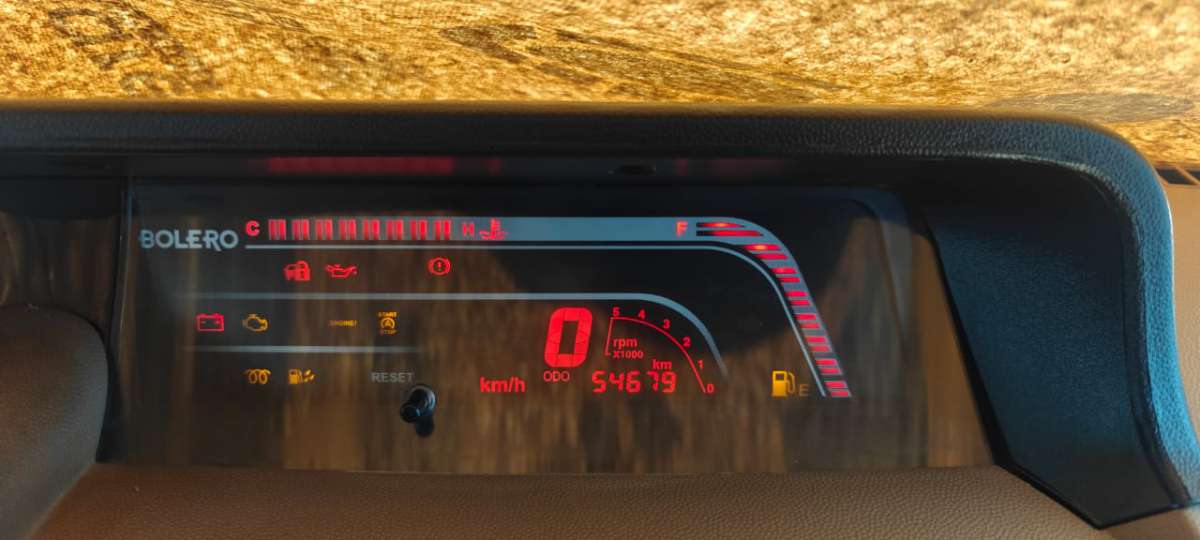 BOLERO C H F
ENGINE! START STOP
0 5 4 3 2 1 0
rpm
X1000
RESET ODO km
km/h 54679 E